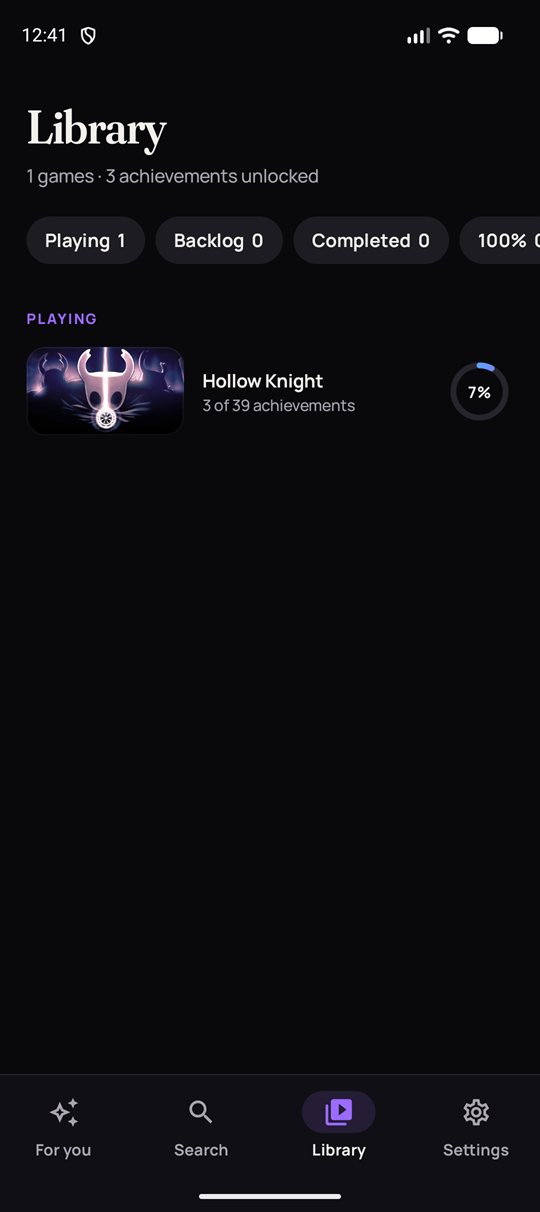 12:41
Library
1 games · 3 achievements unlocked
Playing 1 Backlog 0 Completed 0 100%
PLAYING
Hollow Knight
3 of 39 achievements
7%
For you Search Library Settings